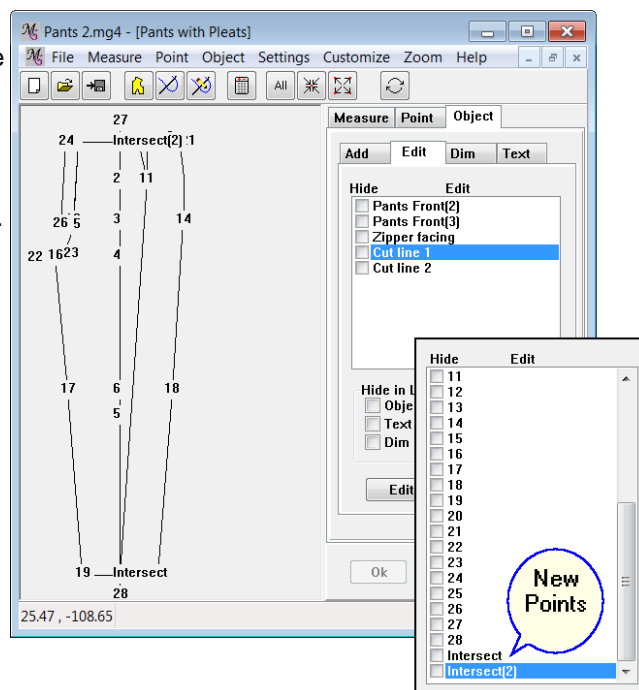 Pants 2.mg4 - [Pants with Pleats]
e
File Measure Point Object Settings Customize Zoom Help
All
Measure Point Object
Add Edit Dim Text
Hide Edit
Pants Front(2)
Pants Front(3)
Zipper facing
Cut line 1
Cut line 2
Hide in L
Obje
Text
Dim
Edit
Ok
27
24 Intersect(2) 1
2 11
26 5 3 14
22 16 23 4
17 6 18
5
19 Intersect
28
25.47 , -108.65
Hide Edit
11
12
13
14
15
16
17
18
19
20
21
22
23
24
25
26
27
28
Intersect
Intersect(2)
New
Points